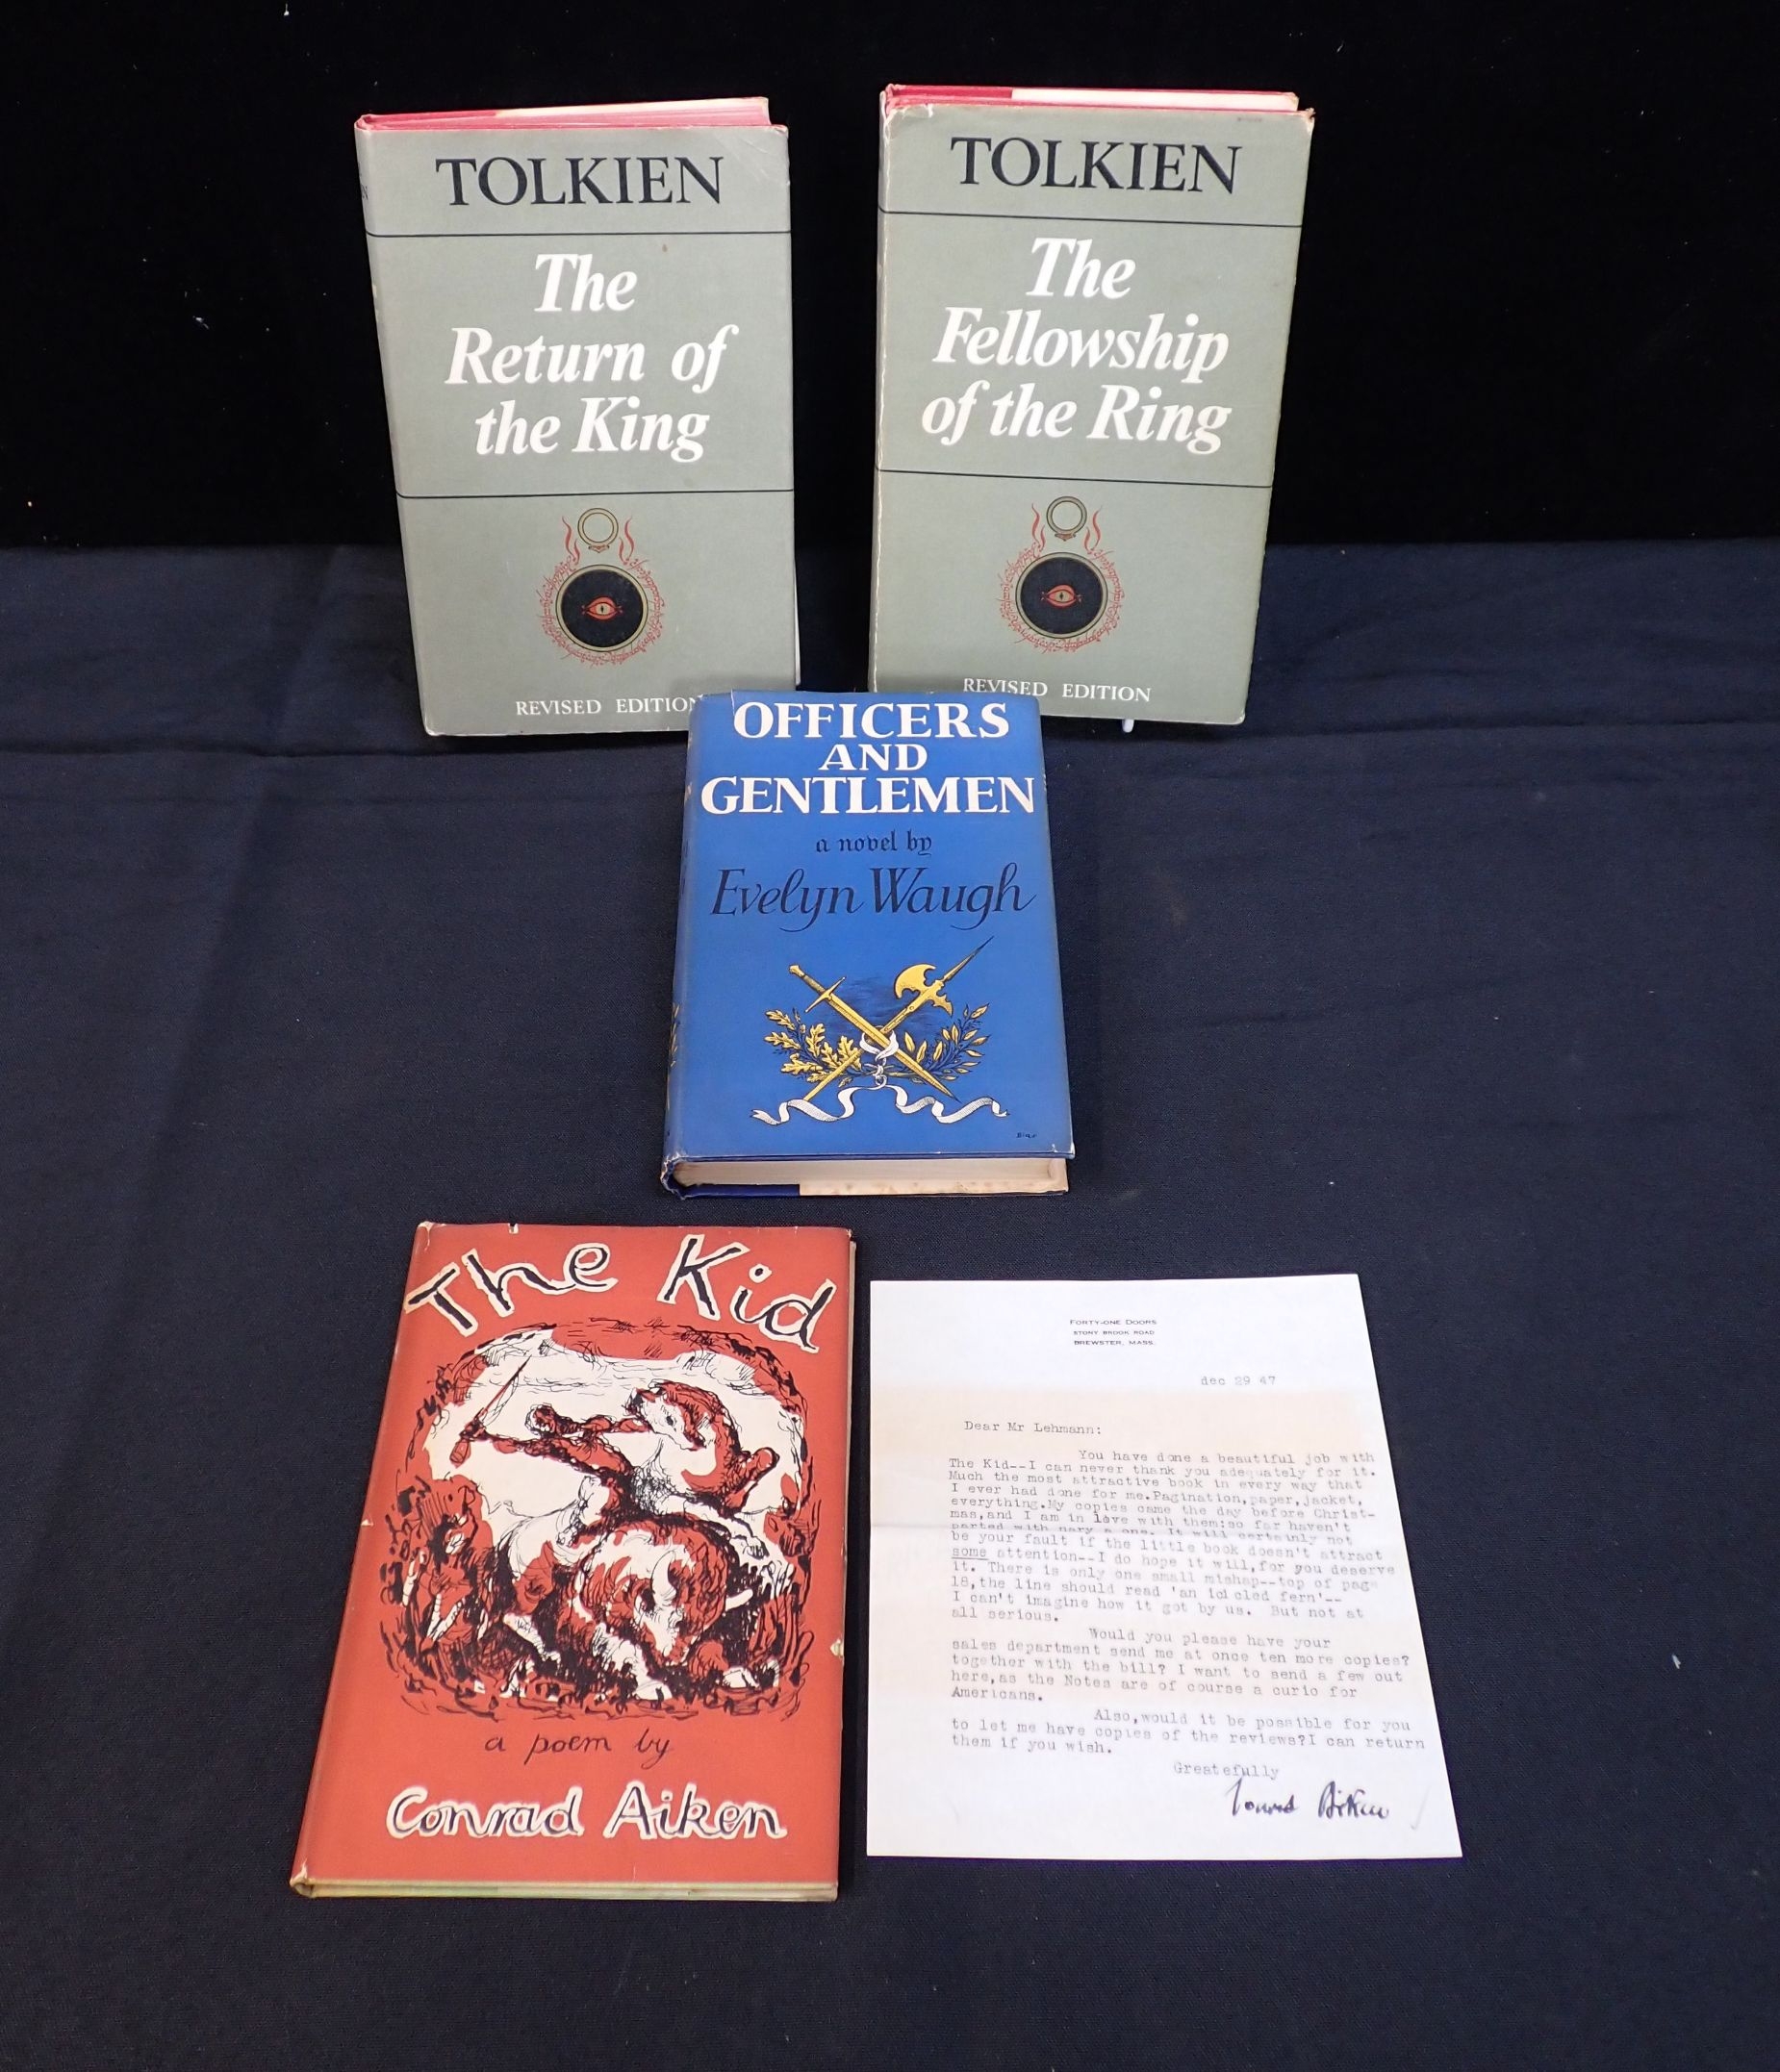 TOLKIEN
The
Return of
the King
REVISED EDITION
TOLKIEN
The
Fellowship
of the Ring
REVISED EDITION
OFFICERS
AND
GENTLEMEN
a novel by
Evelyn Waugh
The Kid
a poem by
Conrad Aiken
FORTY-ONE DOORS
STONY BROOK ROAD
BREWSTER, MASS.
dec 29 47
Dear Mr Lehmann:
You have done a beautiful job with
The Kid--I can never thank you adequately for it.
Much the most attractive book in every way that
I ever had done for me.Pagination,paper,jacket,
everything.My copies came the day before Christ-
mas,and I am in love with them:so far haven't
parted with nary a one. It will certainly not
be your fault if the little book doesn't attract
some attention--I do hope it will,for you deserve
it. There is only one small mishap--top of page
18,the line should read 'an icicled fern'--
I can't imagine how it got by us. But not at
all serious.
Would you please have your
sales department send me at once ten more copies?
together with the bill? I want to send a few out
here,as the Notes are of course a curio for
Americans.
Also,would it be possible for you
to let me have copies of the reviews?I can return
them if you wish.
Greatefully
Conrad Aiken